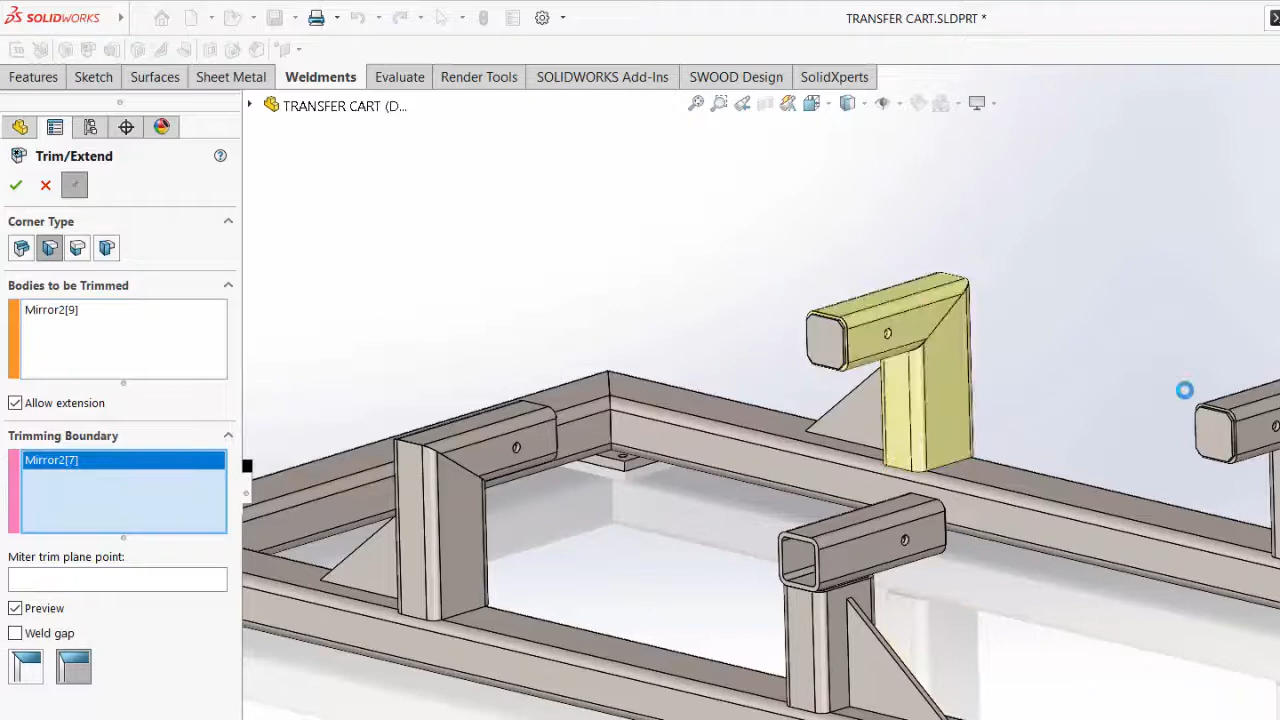 SOLIDWORKS
TRANSFER CART.SLDPRT *
Features
Sketch
Surfaces
Sheet Metal
Weldments
Evaluate
Render Tools
SOLIDWORKS Add-Ins
SWOOD Design
SolidXperts
TRANSFER CART (D...
Trim/Extend
Corner Type
Bodies to be Trimmed
Mirror2[9]
Allow extension
Trimming Boundary
Mirror2[7]
Miter trim plane point:
Preview
Weld gap